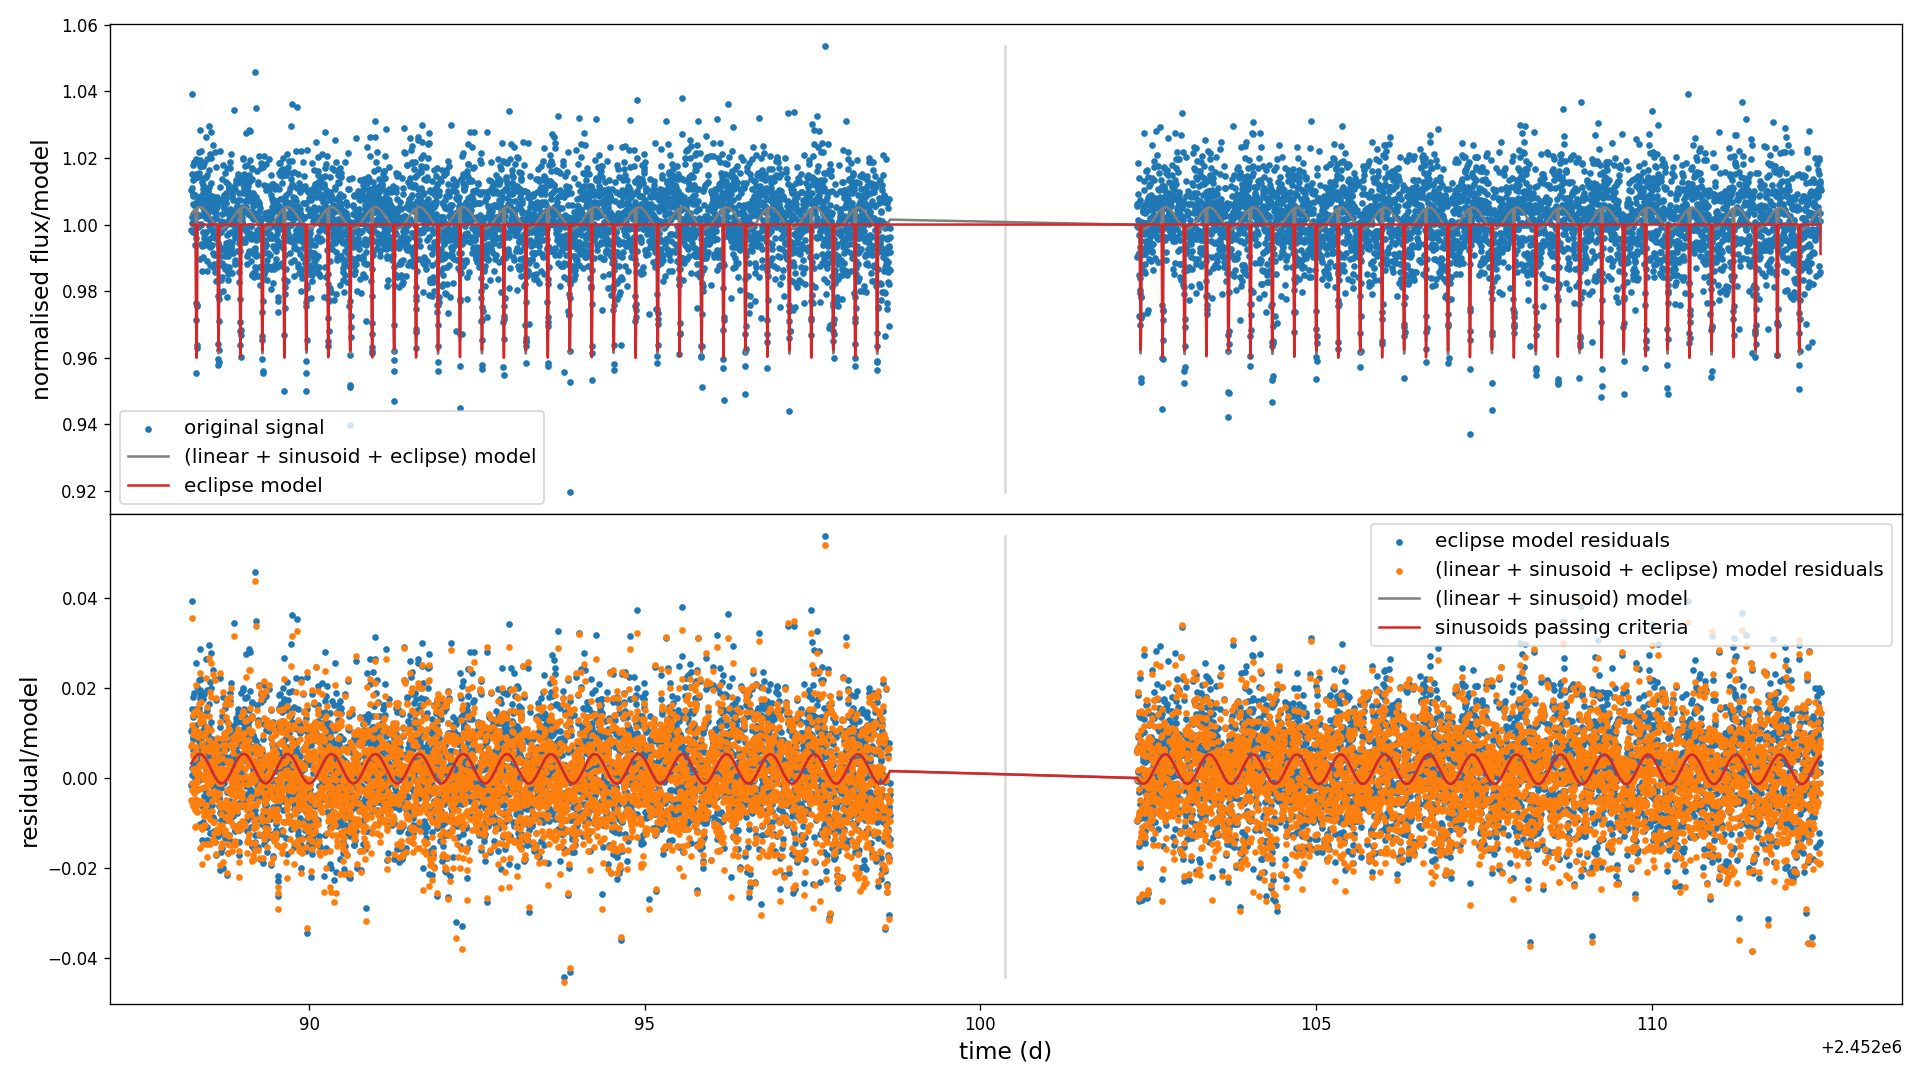 normalised flux/model
1.06
1.04
1.02
1.00
0.98
0.96
0.94
0.92
original signal
(linear + sinusoid + eclipse) model
eclipse model
residual/model
0.04
0.02
0.00
−0.02
−0.04
eclipse model residuals
(linear + sinusoid + eclipse) model residuals
(linear + sinusoid) model
sinusoids passing criteria
90
95
100
105
110
time (d)
+2.452e6